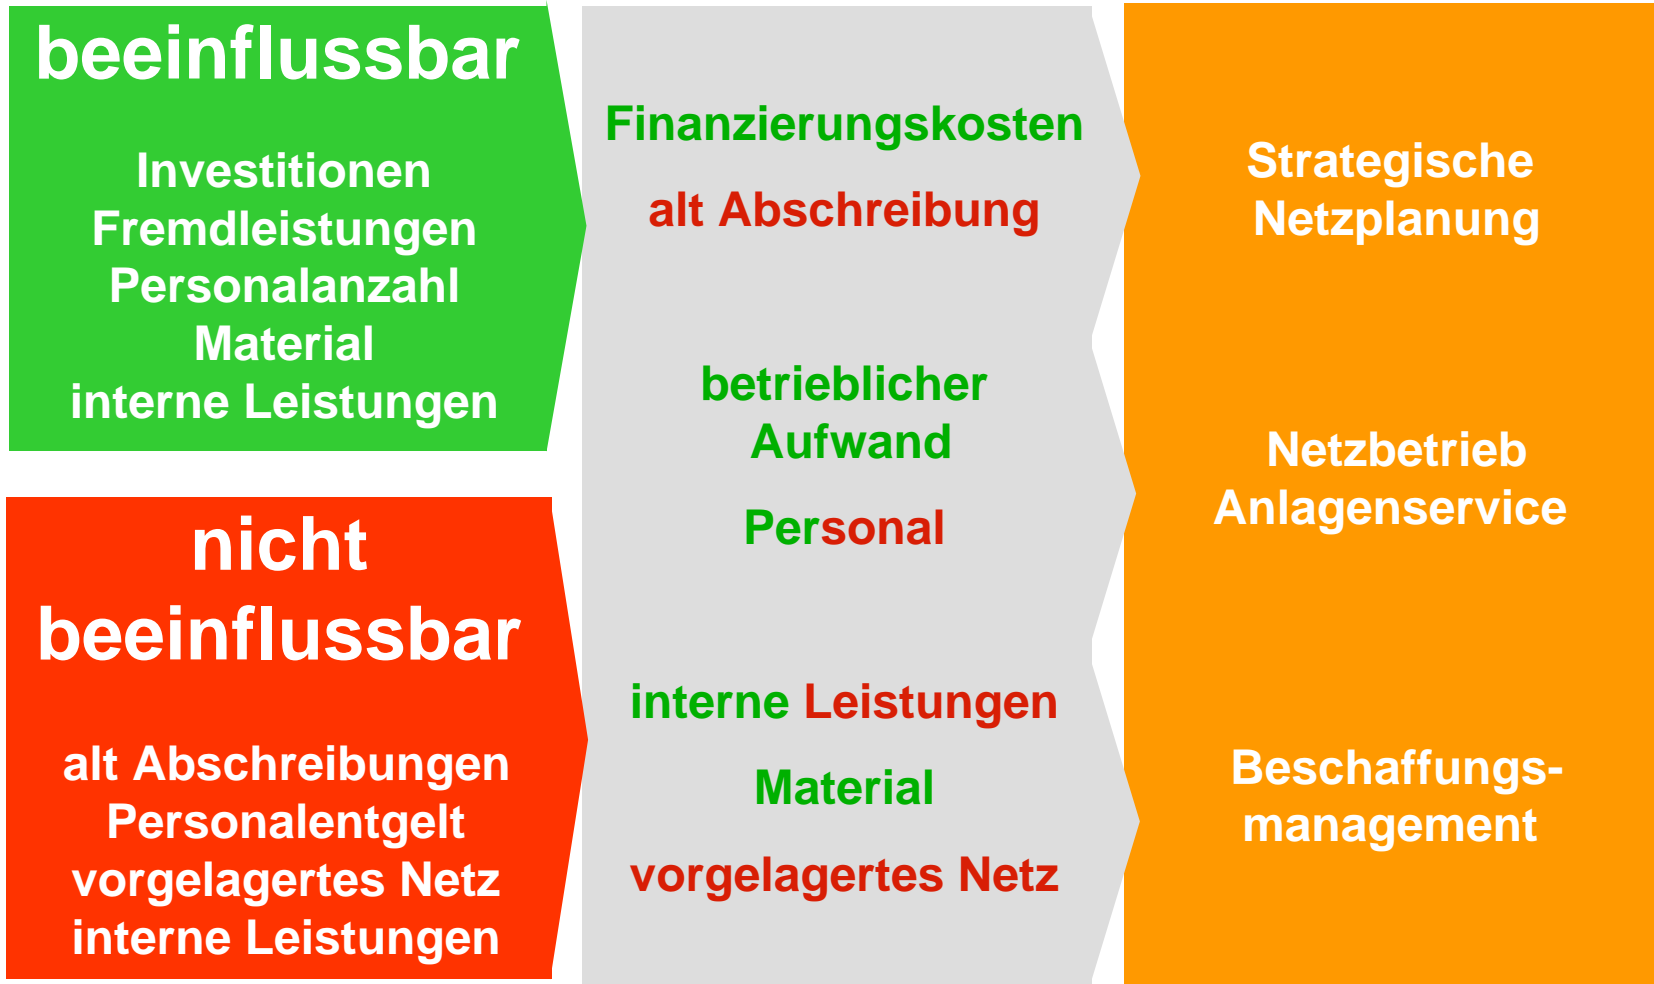 beeinflussbar
Investitionen
Fremdleistungen
Personalanzahl
Material
interne Leistungen
nicht
beeinflussbar
alt Abschreibungen
Personalentgelt
vorgelagertes Netz
interne Leistungen
Finanzierungskosten
alt Abschreibung
betrieblicher
Aufwand
Personal
interne Leistungen
Material
vorgelagertes Netz
Strategische
Netzplanung
Netzbetrieb
Anlagenservice
Beschaffungs-
management